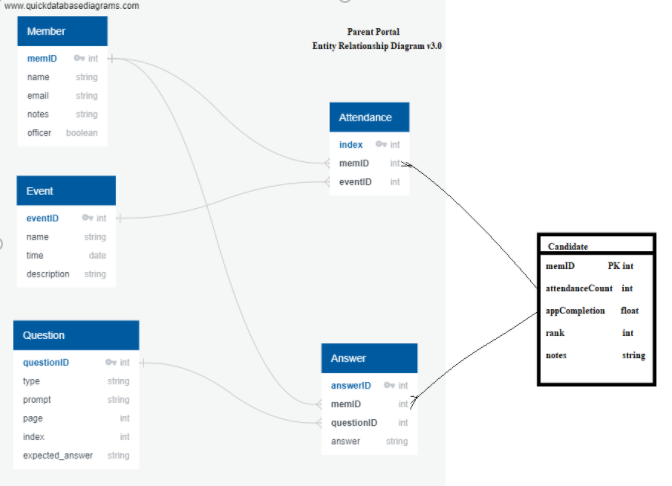 www.quickdatabasediagrams.com
Parent Portal
Entity Relationship Diagram v3.0
Member
memID int
name string
email string
notes string
officer boolean
Attendance
index int
memID int
eventID int
Event
eventID int
name string
time date
description string
Candidate
memID PK int
attendanceCount int
appCompletion float
rank int
notes string
Question
questionID int
type string
prompt string
page int
index int
expected_answer string
Answer
answerID int
memID int
questionID int
answer string